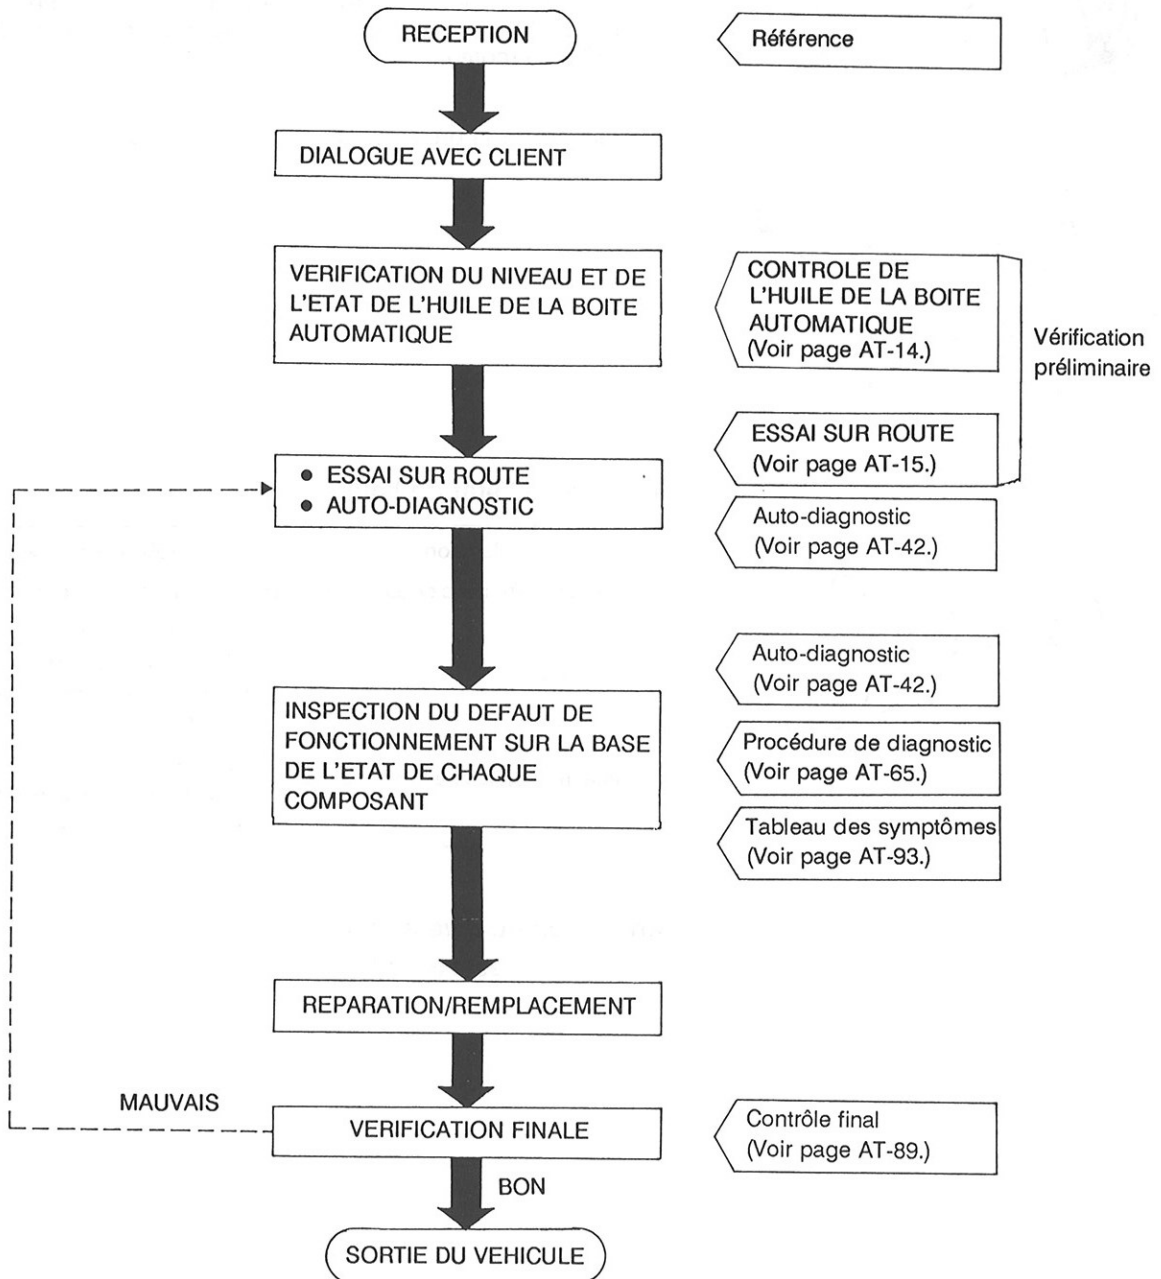 RECEPTION
Référence
DIALOGUE AVEC CLIENT
VERIFICATION DU NIVEAU ET DE
L'ETAT DE L'HUILE DE LA BOITE
AUTOMATIQUE
CONTROLE DE
L'HUILE DE LA BOITE
AUTOMATIQUE
(Voir page AT-14.)
Vérification
préliminaire
ESSAI SUR ROUTE
(Voir page AT-15.)
● ESSAI SUR ROUTE
● AUTO-DIAGNOSTIC
Auto-diagnostic
(Voir page AT-42.)
INSPECTION DU DEFAUT DE
FONCTIONNEMENT SUR LA BASE
DE L'ETAT DE CHAQUE
COMPOSANT
Auto-diagnostic
(Voir page AT-42.)
Procédure de diagnostic
(Voir page AT-65.)
Tableau des symptômes
(Voir page AT-93.)
REPARATION/REMPLACEMENT
MAUVAIS
VERIFICATION FINALE
Contrôle final
(Voir page AT-89.)
BON
SORTIE DU VEHICULE